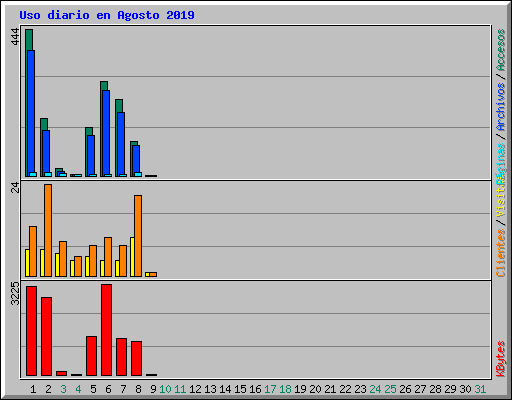 Uso diario en Agosto 2019
444
24
3225
Accesos
/ Archivos
/ Páginas
Visitas
/ Clientes
KBytes
1 2 3 4 5 6 7 8 9 10 11 12 13 14 15 16 17 18 19 20 21 22 23 24 25 26 27 28 29 30 31